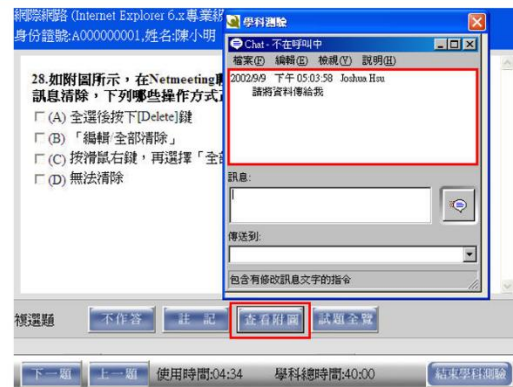 網際網路 (Internet Explorer 6.x專業級
身份證號:A000000001,姓名:陳小明
28.如附圖所示，在Netmeeting
訊息清除，下列哪些操作方式正
(A) 全選後按下[Delete]鍵
(B) 「編輯/全部清除」
(C) 按滑鼠右鍵，再選擇「全
(D) 無法清除
學科測驗
Chat - 不在呼叫中
檔案(F) 編輯(E) 檢視(V) 說明(H)
2002/9/9 下午 05:03:58 Joshua Hsu
請將資料傳給我
訊息:
傳送到:
包含有修改訊息文字的指令
複選題 不作答 註 記 查看附圖 試題全覽
下一題 上一題 使用時間:04:34 學科總時間:40:00 結束學科測驗